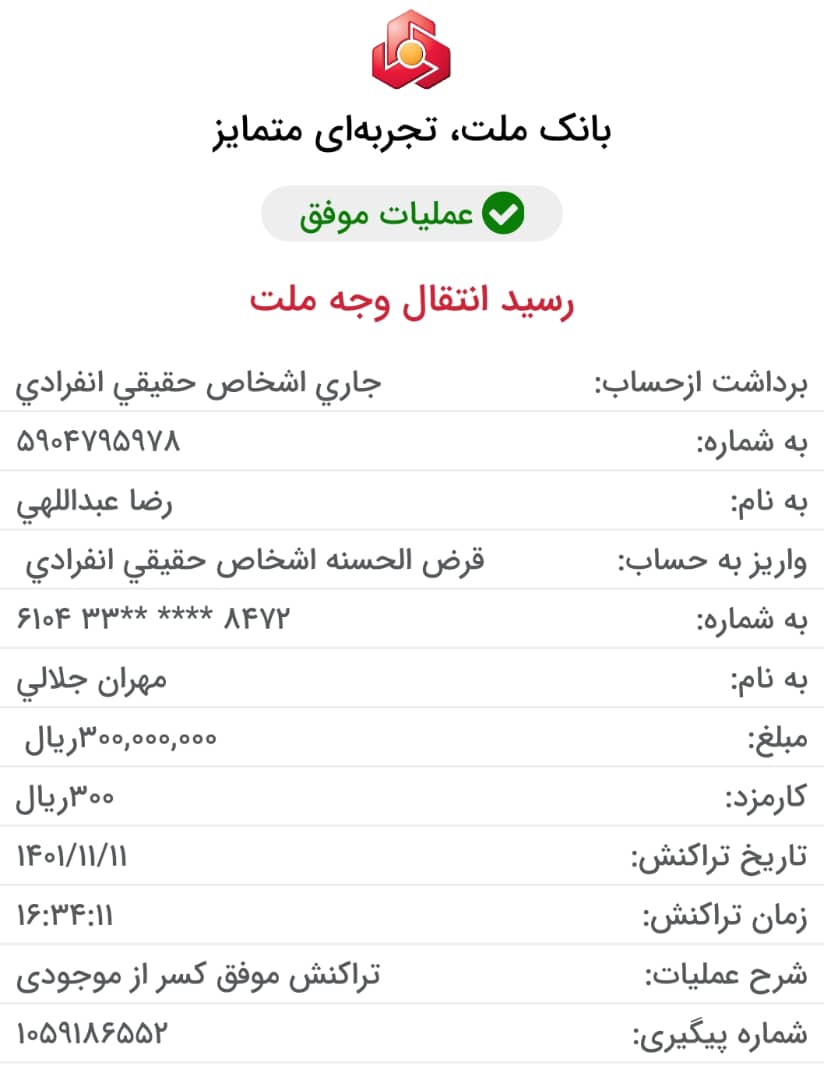 بانک ملت، تجربه‌ای متمایز
عملیات موفق
رسید انتقال وجه ملت
برداشت ازحساب: جاري اشخاص حقيقي انفرادي
به شماره: ۵۹۰۴۷۹۵۹۷۸
به نام: رضا عبداللهي
واریز به حساب: قرض الحسنه اشخاص حقيقي انفرادي
به شماره: ۶۱۰۴ ۳۳** **** ۸۴۷۲
به نام: مهران جلالي
مبلغ: ۳۰۰,۰۰۰,۰۰۰ریال
کارمزد: ۳۰۰ریال
تاریخ تراکنش: ۱۴۰۱/۱۱/۱۱
زمان تراکنش: ۱۶:۳۴:۱۱
شرح عملیات: تراکنش موفق کسر از موجودی
شماره پیگیری: ۱۰۵۹۱۸۶۵۵۲